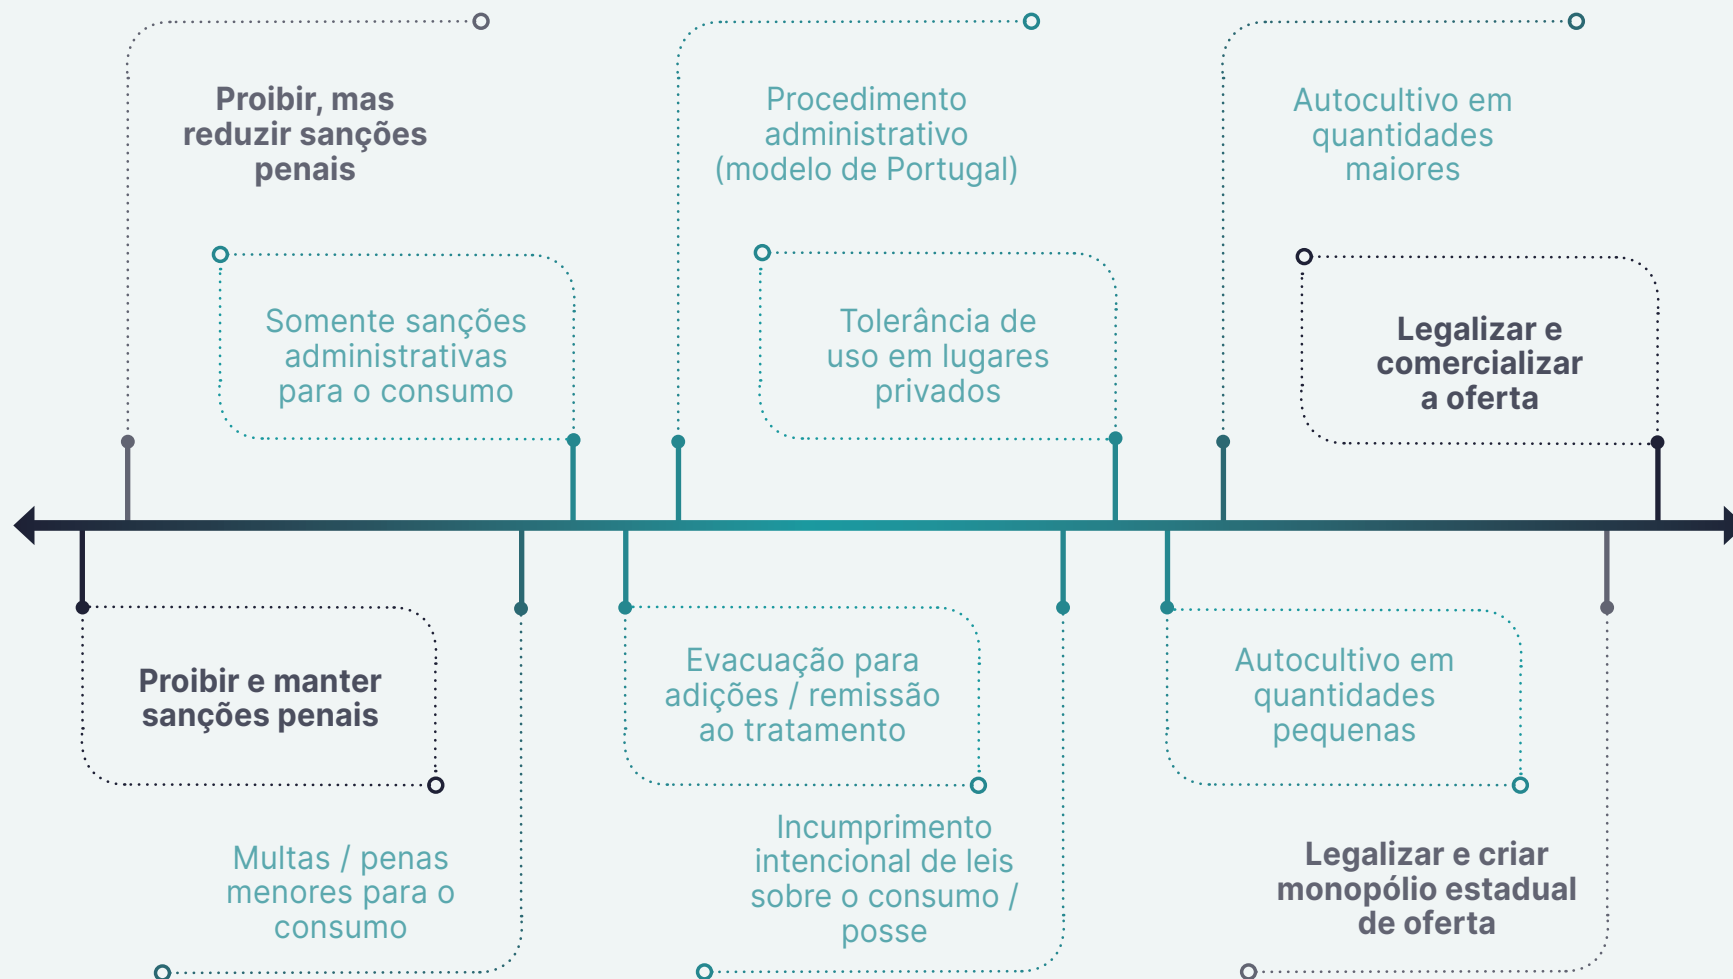 Proibir, mas
reduzir sanções
penais
Procedimento
administrativo
(modelo de Portugal)
Autocultivo em
quantidades
maiores
Somente sanções
administrativas
para o consumo
Tolerância de
uso em lugares
privados
Legalizar e
comercializar
a oferta
Proibir e manter
sanções penais
Evacuação para
adições / remissão
ao tratamento
Autocultivo em
quantidades
pequenas
Multas / penas
menores para o
consumo
Incumprimento
intencional de leis
sobre o consumo /
posse
Legalizar e criar
monopólio estadual
de oferta